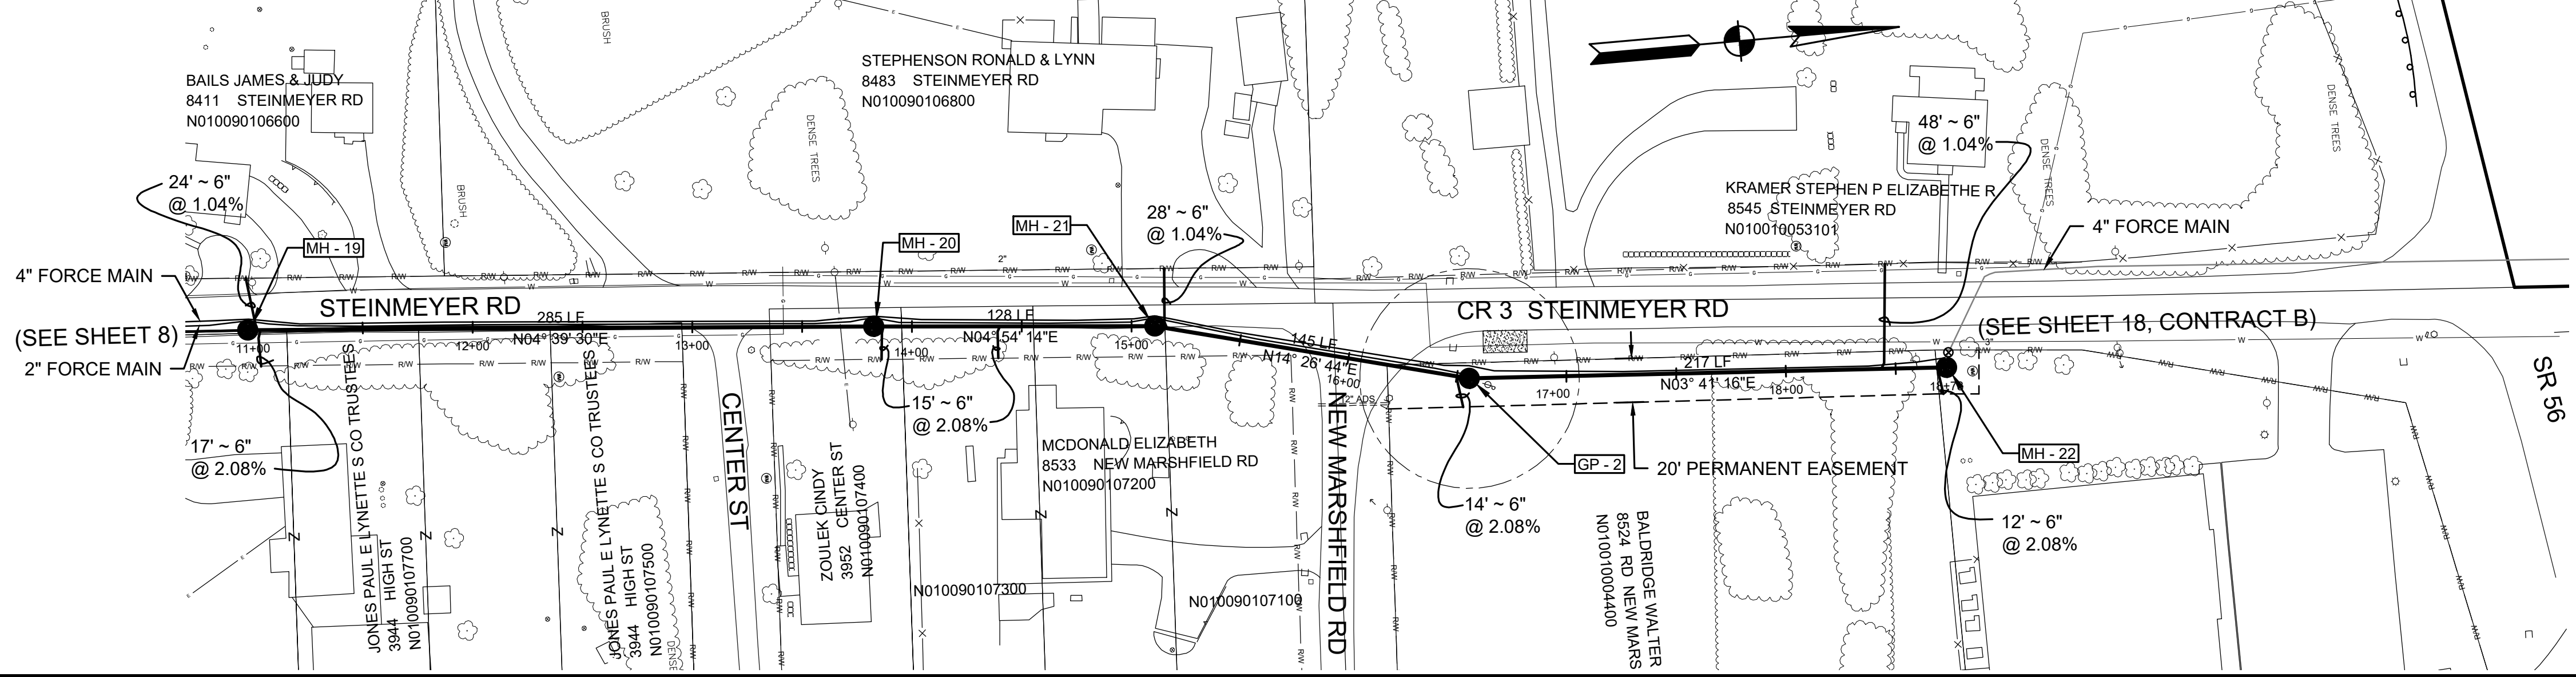 BAILS JAMES & JUDY
8411 STEINMEYER RD
N010090106600
BRUSH
BRUSH
STEPHENSON RONALD & LYNN
8483 STEINMEYER RD
N010090106800
DENSE TREES
KRAMER STEPHEN P ELIZABETHE R
8545 STEINMEYER RD
N010010053101
DENSE TREES
DENSE TREES
24' ~ 6"
@ 1.04%
MH - 19
MH - 20
MH - 21
28' ~ 6"
@ 1.04%
48' ~ 6"
@ 1.04%
4" FORCE MAIN
4" FORCE MAIN
STEINMEYER RD
(SEE SHEET 8)
2" FORCE MAIN
CR 3 STEINMEYER RD
(SEE SHEET 18, CONTRACT B)
2"
3"
285 LF
N04° 39' 30"E
128 LF
N04° 54' 14"E
145 LF
N14° 26' 44"E
217 LF
N03° 41' 16"E
11+00
12+00
13+00
14+00
15+00
16+00
17+00
18+00
18+70
17' ~ 6"
@ 2.08%
15' ~ 6"
@ 2.08%
14' ~ 6"
@ 2.08%
12' ~ 6"
@ 2.08%
GP - 2
MH - 22
20' PERMANENT EASEMENT
JONES PAUL E LYNETTE S CO TRUSTEES
3944 HIGH ST
N010090107700
JONES PAUL E LYNETTE S CO TRUSTEES
3944 HIGH ST
N010090107500
DENSE
CENTER ST
ZOULEK CINDY
3952 CENTER ST
N010090107400
N010090107300
MCDONALD ELIZABETH
8533 NEW MARSHFIELD RD
N010090107200
N010090107100
NEW MARSHFIELD RD
BALDRIDGE WALTER
8524 RD NEW MARS
N010010004400
SR 56